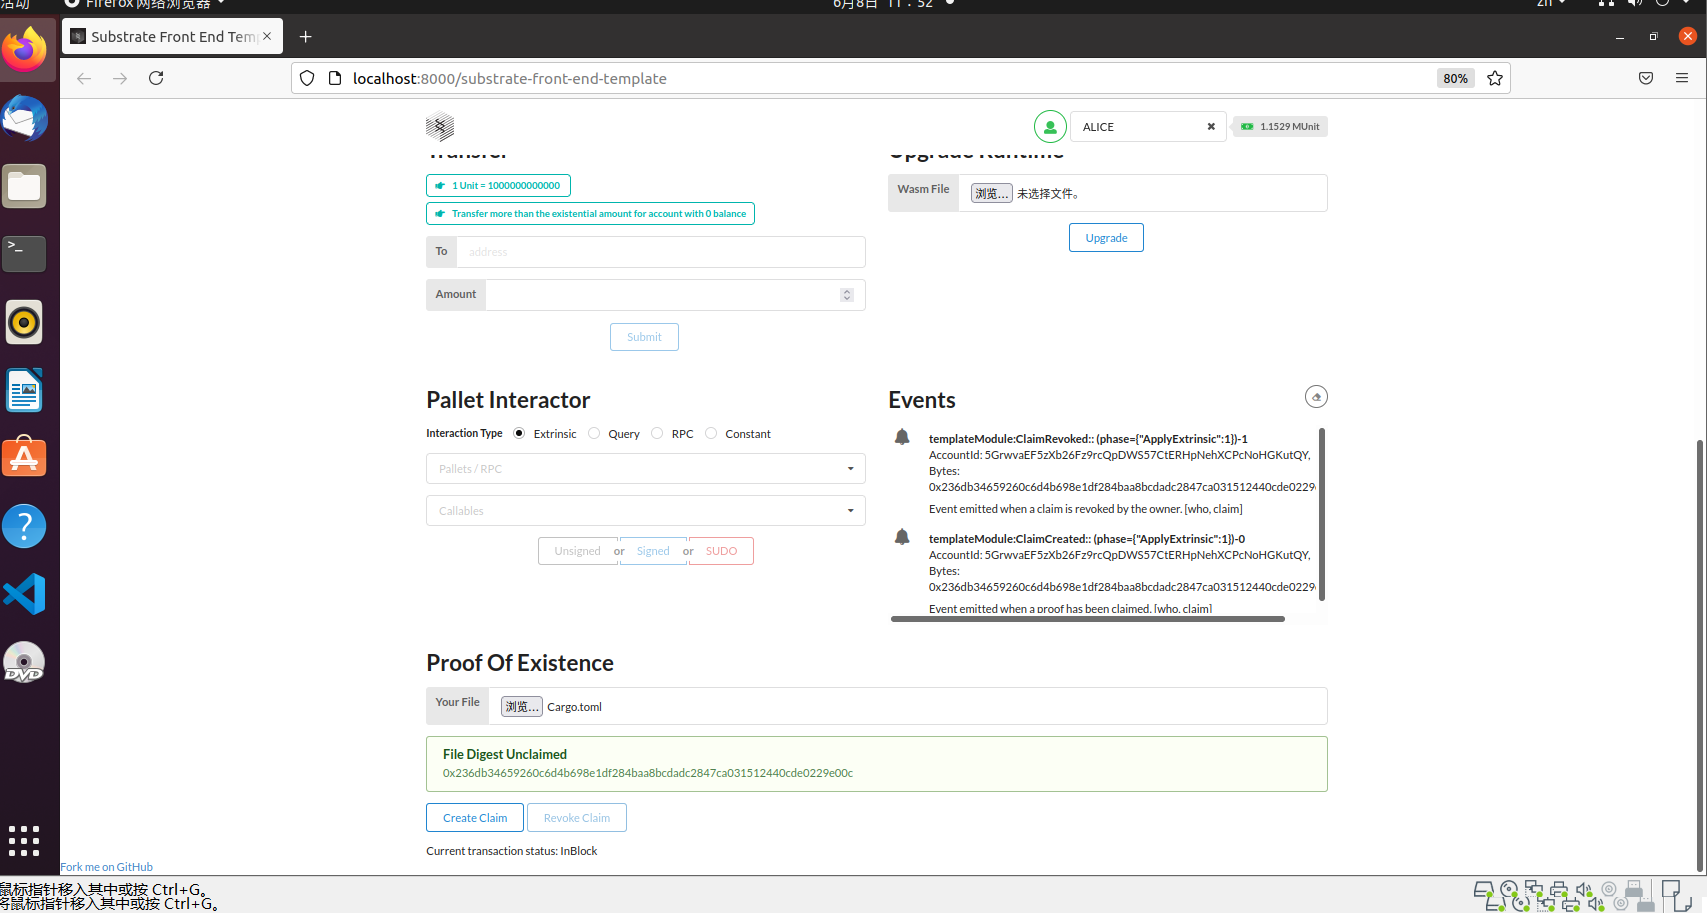 活动
Firefox 网络浏览器
6月8日 11：52
zh
Substrate Front End Temp
localhost:8000/substrate-front-end-template
80%
ALICE
1.1529 MUnit
Transfer
Upgrade Runtime
1 Unit = 1000000000000
Transfer more than the existential amount for account with 0 balance
Wasm File
浏览…
未选择文件。
Upgrade
To
address
Amount
Submit
Pallet Interactor
Interaction Type
Extrinsic
Query
RPC
Constant
Pallets / RPC
Callables
Unsigned
or
Signed
or
SUDO
Events
templateModule:ClaimRevoked:: (phase={"ApplyExtrinsic":1})-1
AccountId: 5GrwvaEF5zXb26Fz9rcQpDWS57CtERHpNehXCPcNoHGKutQY,
Bytes:
0x236db34659260c6d4b698e1df284baa8bcdadc2847ca031512440cde0229
Event emitted when a claim is revoked by the owner. [who, claim]
templateModule:ClaimCreated:: (phase={"ApplyExtrinsic":1})-0
AccountId: 5GrwvaEF5zXb26Fz9rcQpDWS57CtERHpNehXCPcNoHGKutQY,
Bytes:
0x236db34659260c6d4b698e1df284baa8bcdadc2847ca031512440cde0229
Event emitted when a proof has been claimed. [who, claim]
Proof Of Existence
Your File
浏览…
Cargo.toml
File Digest Unclaimed
0x236db34659260c6d4b698e1df284baa8bcdadc2847ca031512440cde0229e00c
Create Claim
Revoke Claim
Current transaction status: InBlock
Fork me on GitHub
鼠标指针移入其中或按 Ctrl+G。
将鼠标指针移入其中或按 Ctrl+G。